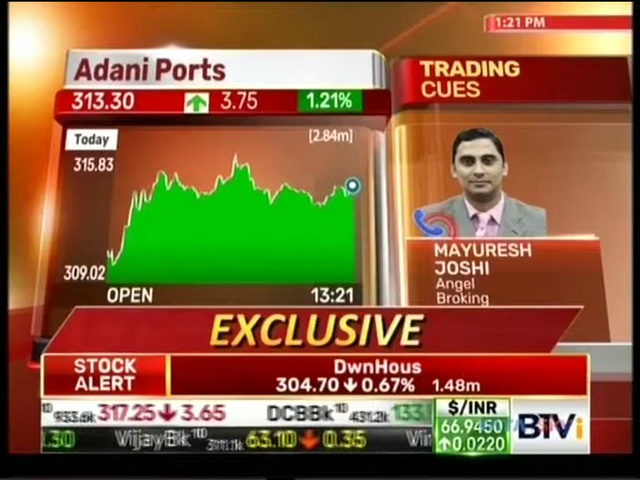 1:21 PM
Adani Ports
313.30 3.75 1.21%
Today
[2.84m]
315.83
309.02
OPEN 13:21
TRADING
CUES
MAYURESH
JOSHI
Angel
Broking
EXCLUSIVE
STOCK
ALERT
DwnHous
304.70 0.67% 1.48m
317.25 3.65 DCBBk
$/INR
66.9450
0.0220
.30 VijayBk 63.10 0.35
BTVi